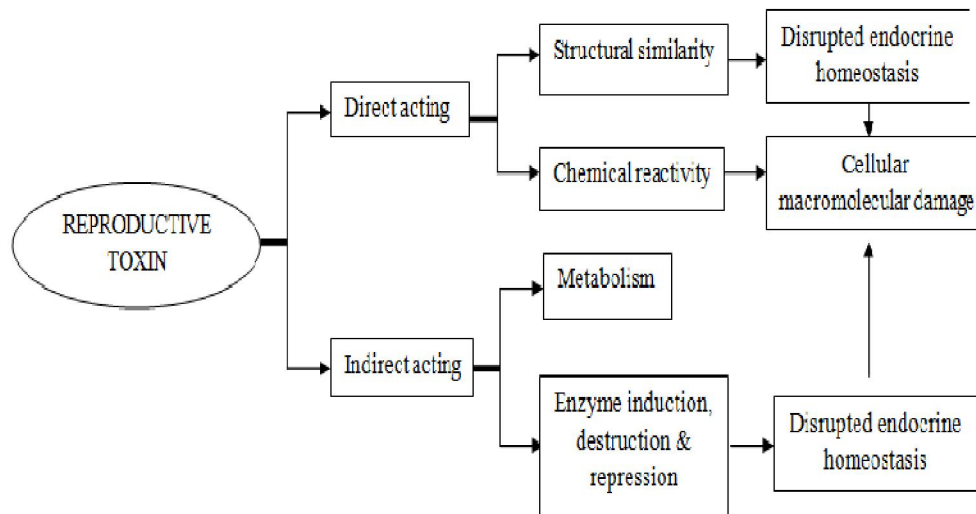 REPRODUCTIVE
TOXIN
Direct acting
Indirect acting
Structural similarity
Chemical reactivity
Metabolism
Enzyme induction,
destruction &
repression
Disrupted endocrine
homeostasis
Cellular
macromolecular damage
Disrupted endocrine
homeostasis